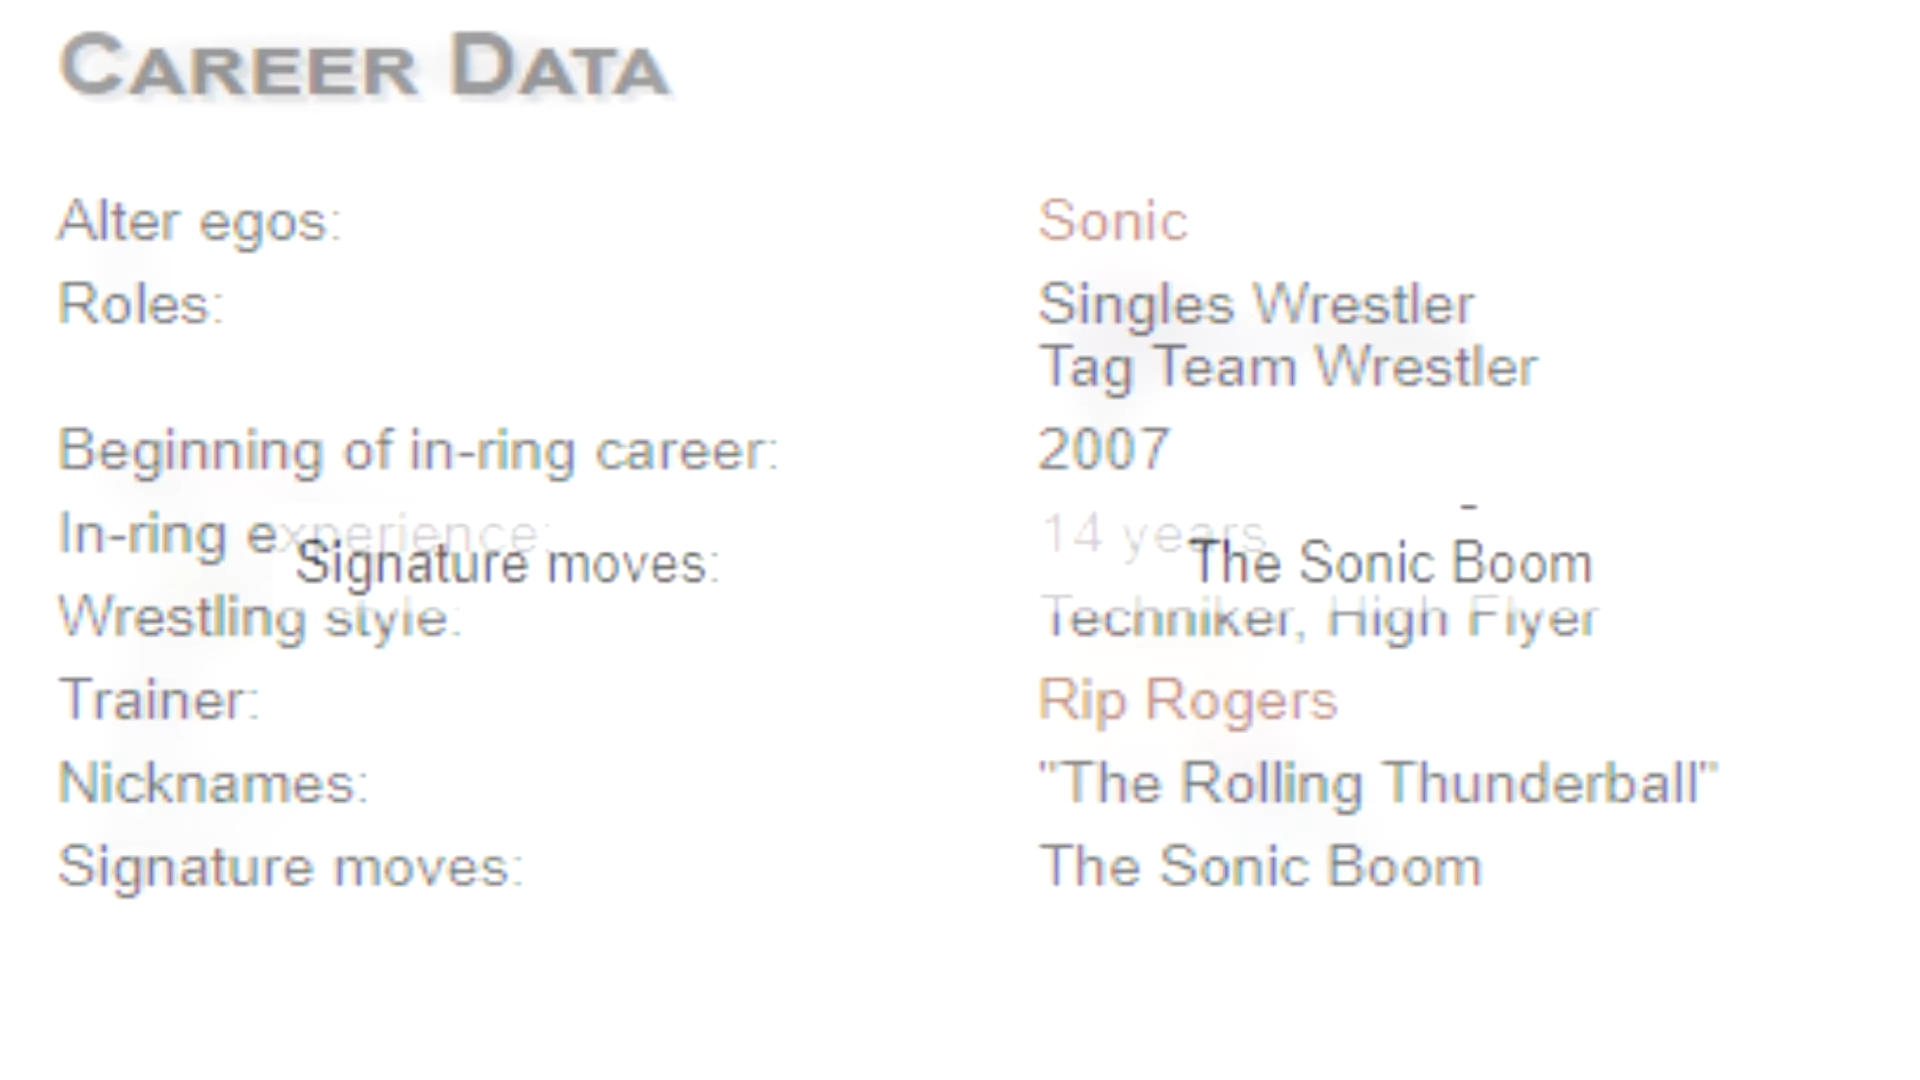 CAREER DATA
Alter egos: Sonic
Roles: Singles Wrestler
Tag Team Wrestler
Beginning of in-ring career: 2007
In-ring experience: 14 years
-
Signature moves: The Sonic Boom
Wrestling style: Techniker, High Flyer
Trainer: Rip Rogers
Nicknames: "The Rolling Thunderball"
Signature moves: The Sonic Boom